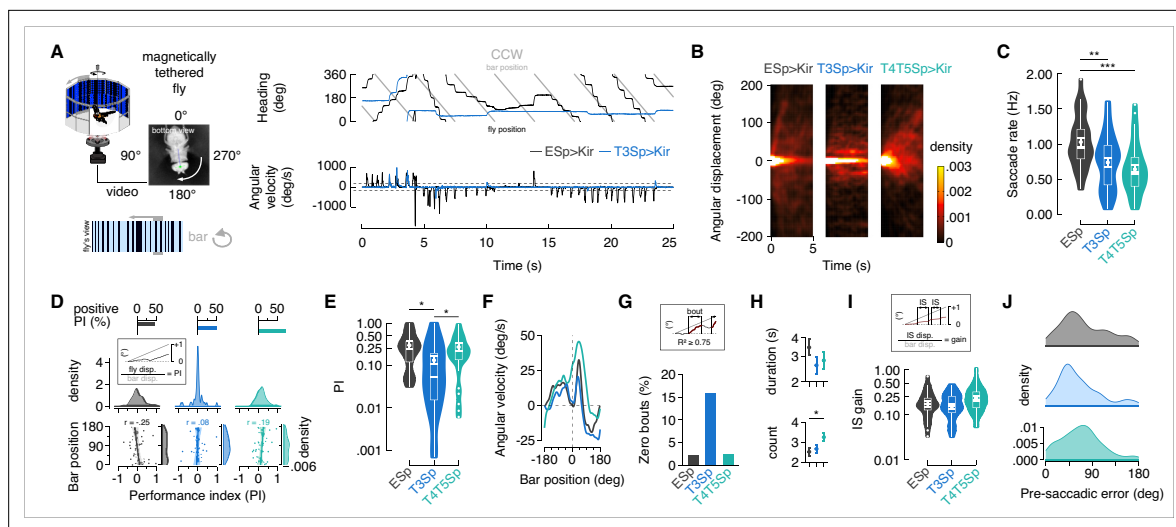 A
magnetically
tethered
fly
0°
bottom view
90°
270°
180°
video
fly's view
bar
Heading
(deg)
360
180
0
CCW
bar position
fly position
Angular
velocity
(deg/s)
1000
0
-1000
ESp>Kir
T3Sp>Kir
0 5 10 15 20 25
Time (s)
B
ESp>Kir T3Sp>Kir T4T5Sp>Kir
Angular displacement (deg)
200
100
0
-100
-200
0 5
Time (s)
density
.003
.002
.001
0
C
**
***
Saccade rate (Hz)
2.00
1.50
1.00
0.50
0.00
ESp
T3Sp
T4T5Sp
D
positive
PI (%)
0 50
0 50
0 50
+1
0
fly disp.
bar disp.
= PI
density
4
2
0
Bar position
180
90
0
r = -.25
r = .08
r = .19
density
.006
-1 0 1
-1 0 1
-1 0 1
Performance index (PI)
E
*
*
PI
1.00
0.50
0.25
0.10
0.01
.001
ESp
T3Sp
T4T5Sp
F
Angular velocity (deg/s)
50
25
0
-25
-180 0 180
Bar position (deg)
G
bout
(°)
R² ≥ 0.75
Zero bouts (%)
20
15
10
5
0
ESp
T3Sp
T4T5Sp
H
duration (s)
4
3
2
*
count
4
3
2
I
IS IS
(°)
+1
0
IS disp.
bar disp.
= gain
IS gain
1.00
0.50
0.25
0.10
0.01
ESp
T3Sp
T4T5Sp
J
density
.010
.005
.000
0 90 180
Pre-saccadic error (deg)